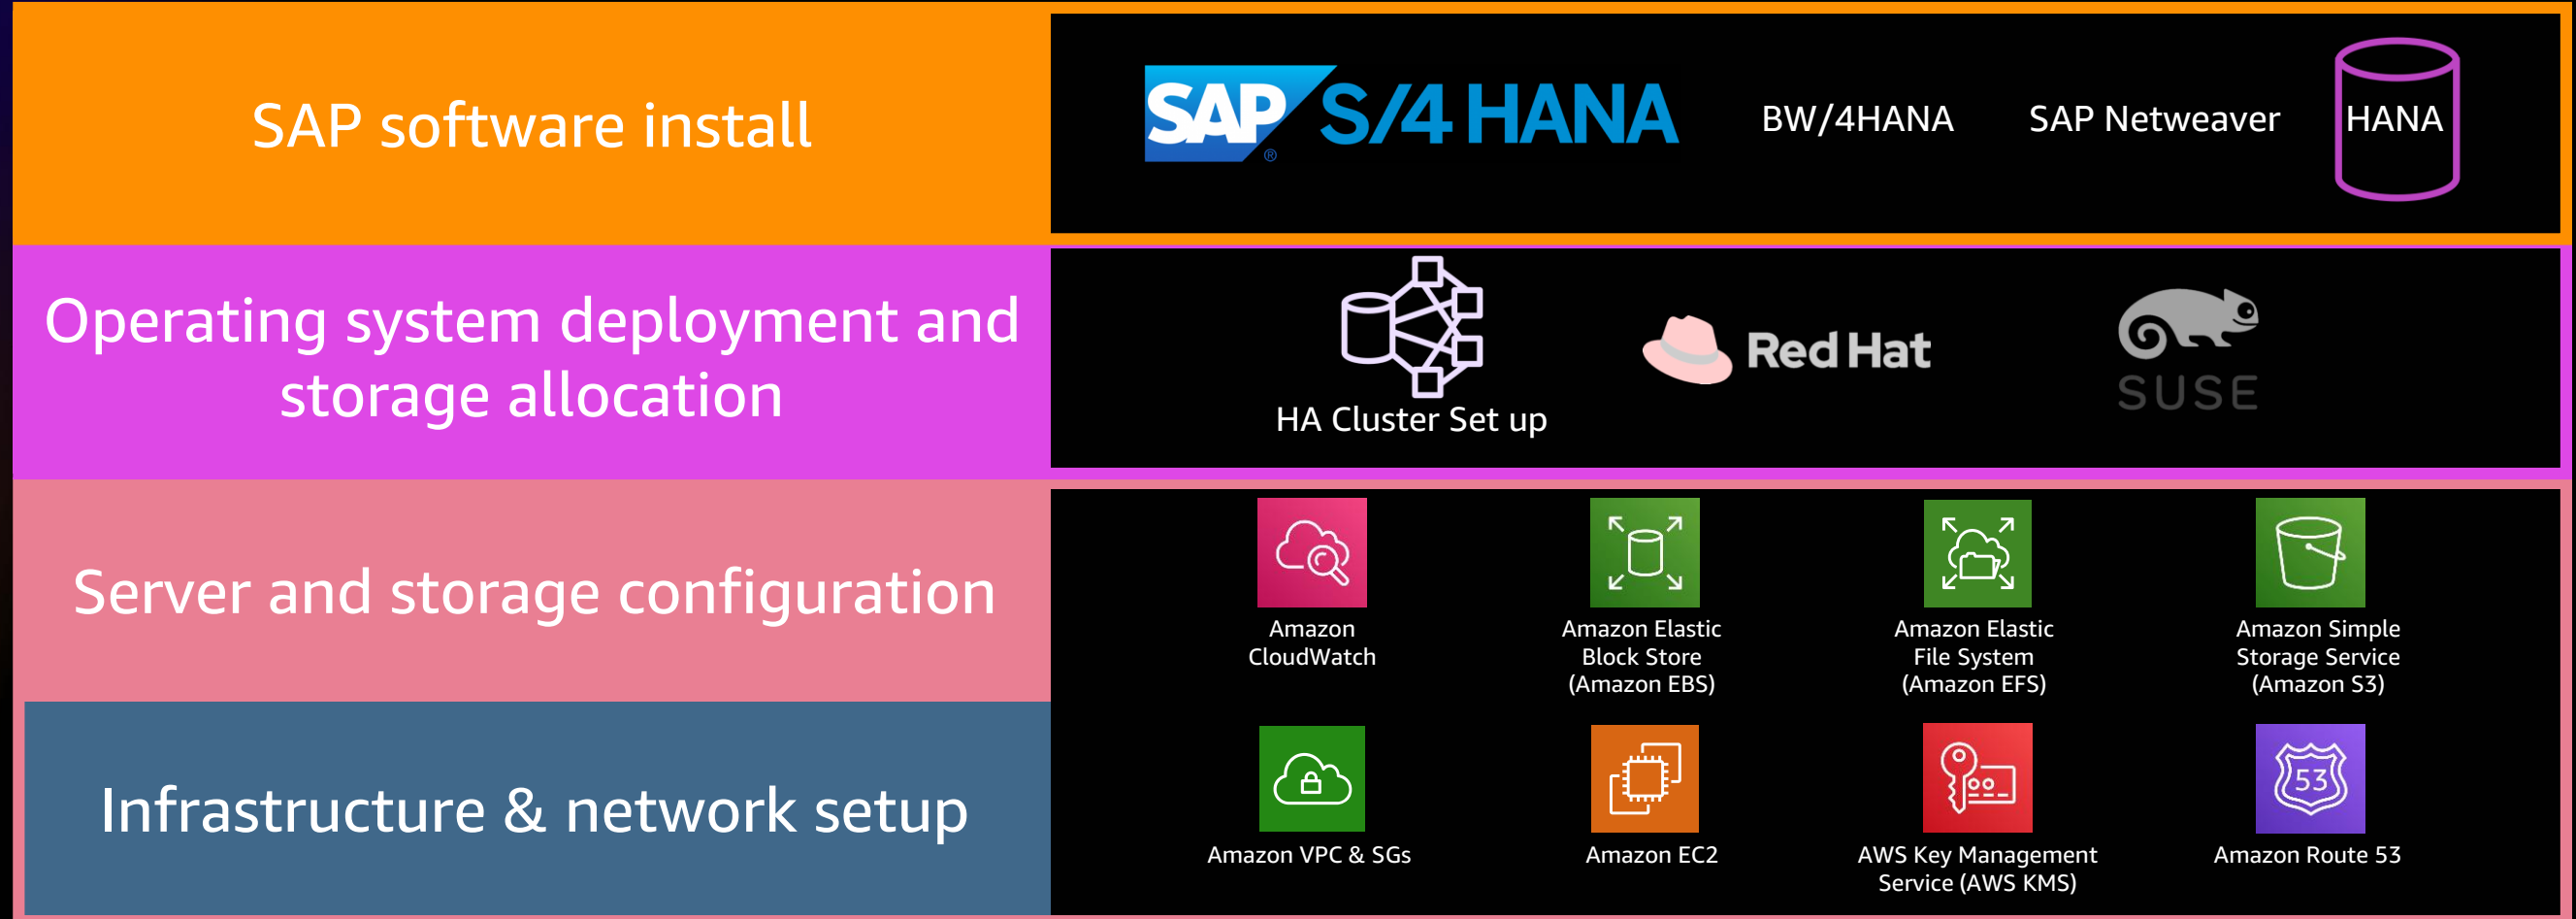 SAP software install
SAP S/4 HANA
®
BW/4HANA
SAP Netweaver
HANA
Operating system deployment and
storage allocation
HA Cluster Set up
Red Hat
SUSE
Server and storage configuration
Amazon
CloudWatch
Amazon Elastic
Block Store
(Amazon EBS)
Amazon Elastic
File System
(Amazon EFS)
Amazon Simple
Storage Service
(Amazon S3)
Infrastructure & network setup
Amazon VPC & SGs
Amazon EC2
AWS Key Management
Service (AWS KMS)
53
Amazon Route 53